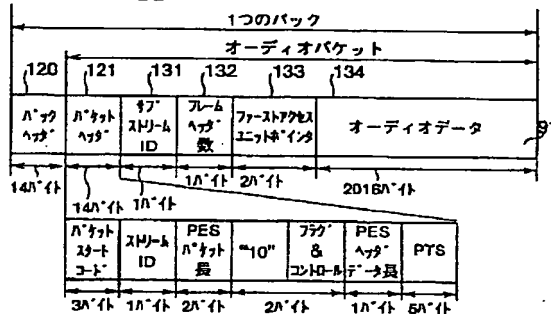 1つのパック
オーディオパケット
120 121 131 132 133 134
パックヘッダ
パケットヘッダ
サブストリームID
フレームヘッダ数
ファーストアクセスユニットポインタ
オーディオデータ
14バイト
14バイト
1バイト
1バイト
2バイト
2016バイト
パケットスタートコード
ストリームID
PESパケット長
"10"
フラグ&コントロール
PESヘッダデータ長
PTS
3バイト
1バイト
2バイト
2バイト
1バイト
5バイト